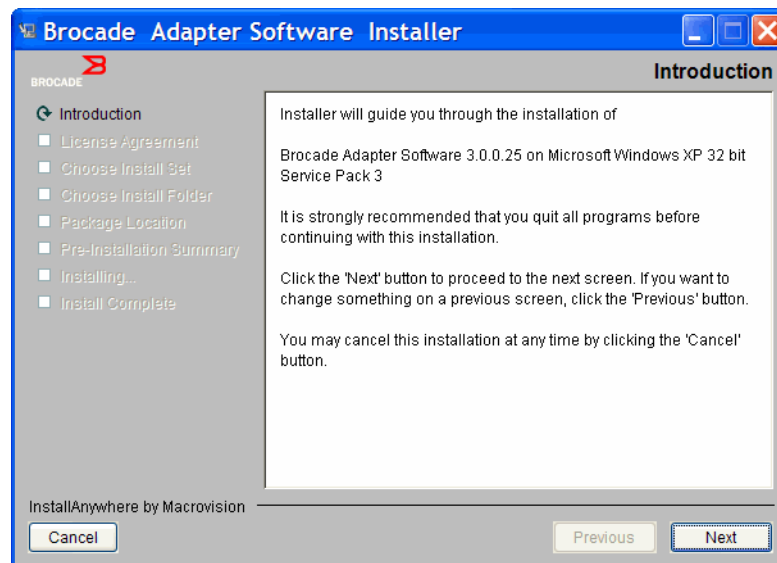 Brocade Adapter Software Installer
BROCADE
Introduction
Introduction
License Agreement
Choose Install Set
Choose Install Folder
Package Location
Pre-Installation Summary
Installing...
Install Complete
Installer will guide you through the installation of
Brocade Adapter Software 3.0.0.25 on Microsoft Windows XP 32 bit
Service Pack 3
It is strongly recommended that you quit all programs before
continuing with this installation.
Click the 'Next' button to proceed to the next screen. If you want to
change something on a previous screen, click the 'Previous' button.
You may cancel this installation at any time by clicking the 'Cancel'
button.
InstallAnywhere by Macrovision
Cancel
Previous
Next